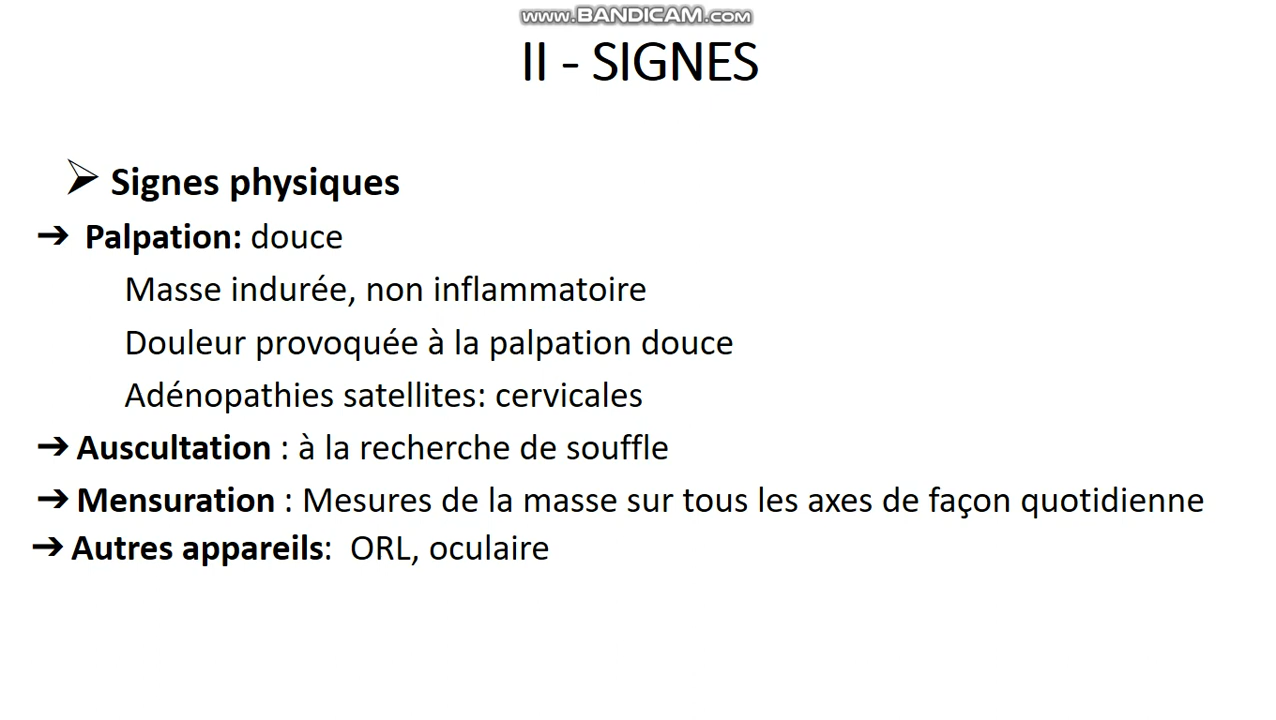 www.BANDICAM.com
II - SIGNES
➢ Signes physiques
➔ Palpation: douce
Masse indurée, non inflammatoire
Douleur provoquée à la palpation douce
Adénopathies satellites: cervicales
➔ Auscultation : à la recherche de souffle
➔ Mensuration : Mesures de la masse sur tous les axes de façon quotidienne
➔ Autres appareils: ORL, oculaire